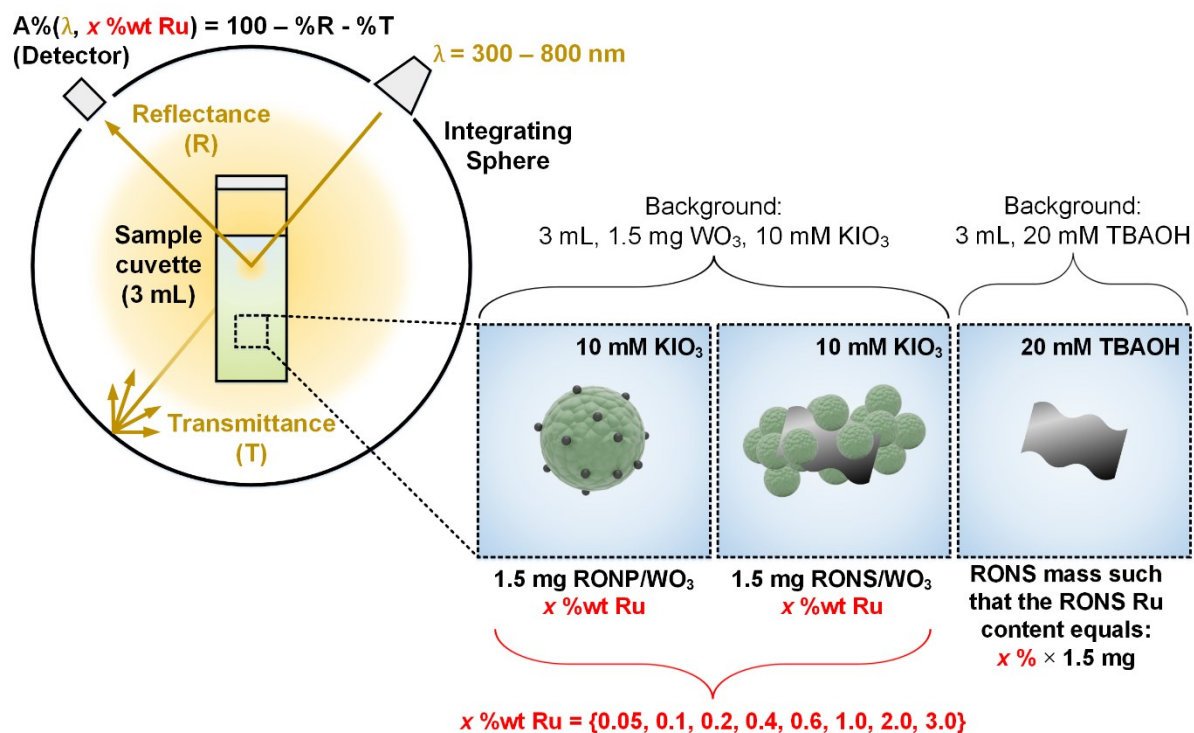 A%(λ, x %wt Ru) = 100 – %R - %T
(Detector)
λ = 300 – 800 nm
Reflectance
(R)
Integrating
Sphere
Sample
cuvette
(3 mL)
Transmittance
(T)
Background:
3 mL, 1.5 mg WO₃, 10 mM KIO₃
Background:
3 mL, 20 mM TBAOH
10 mM KIO₃
10 mM KIO₃
20 mM TBAOH
1.5 mg RONP/WO₃
x %wt Ru
1.5 mg RONS/WO₃
x %wt Ru
RONS mass such
that the RONS Ru
content equals:
x % × 1.5 mg
x %wt Ru = {0.05, 0.1, 0.2, 0.4, 0.6, 1.0, 2.0, 3.0}